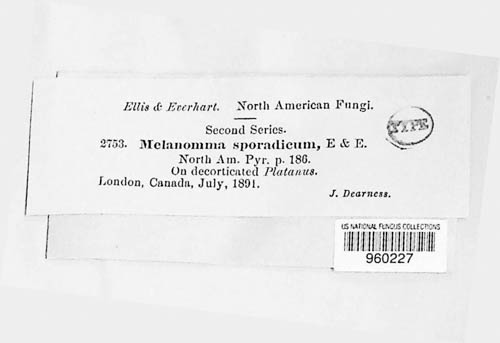 Ellis & Everhart. North American Fungi.
Second Series.
TYPE
2753. Melanomma sporadicum, E & E.
North Am. Pyr. p. 186.
On decorticated Platanus.
London, Canada, July, 1891.
J. Dearness.
US NATIONAL FUNGUS COLLECTIONS
960227